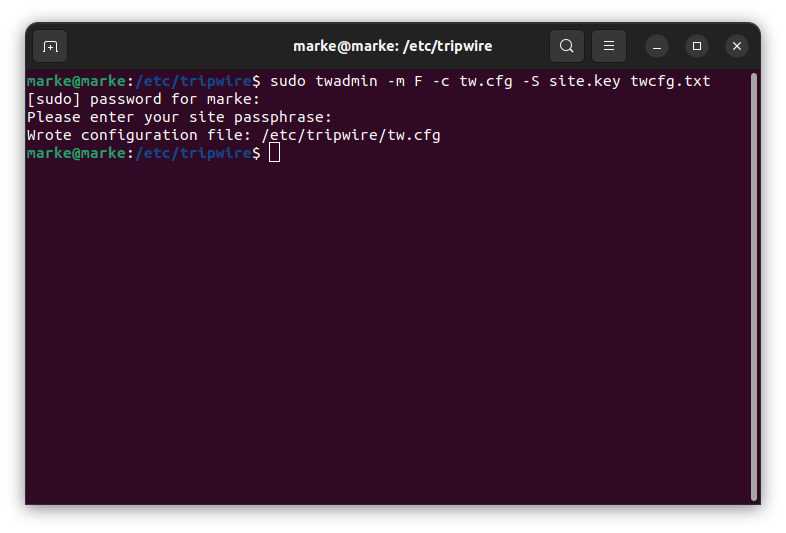 marke@marke: /etc/tripwire
marke@marke:/etc/tripwire$ sudo twadmin -m F -c tw.cfg -S site.key twcfg.txt
[sudo] password for marke:
Please enter your site passphrase:
Wrote configuration file: /etc/tripwire/tw.cfg
marke@marke:/etc/tripwire$